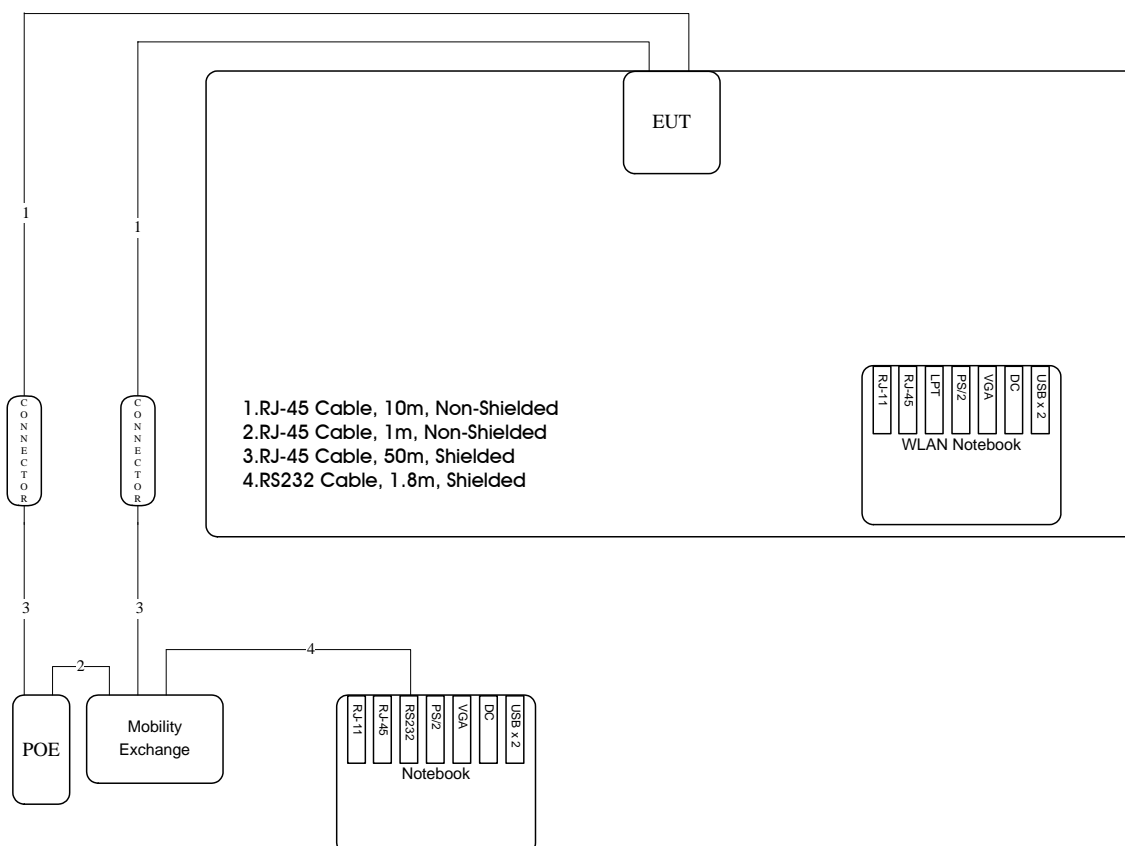 EUT
1
1
CONNECTOR
CONNECTOR
1.RJ-45 Cable, 10m, Non-Shielded
2.RJ-45 Cable, 1m, Non-Shielded
3.RJ-45 Cable, 50m, Shielded
4.RS232 Cable, 1.8m, Shielded
RJ-11
RJ-45
LPT
PS/2
VGA
DC
USB x 2
WLAN Notebook
3
3
2
4
POE
Mobility
Exchange
RJ-11
RJ-45
RS232
PS/2
VGA
DC
USB x 2
Notebook